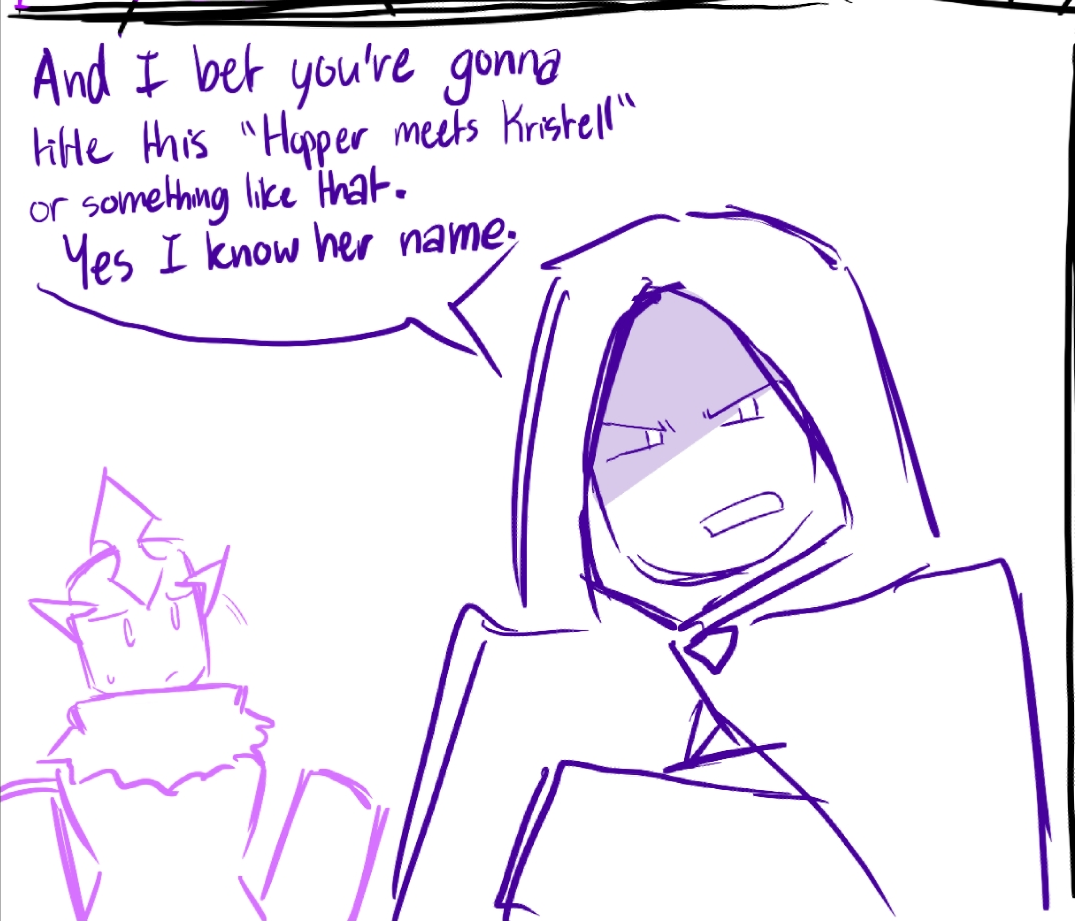 And I bet you're gonna
title this "Hopper meets Kristell"
or something like that.
Yes I know her name.